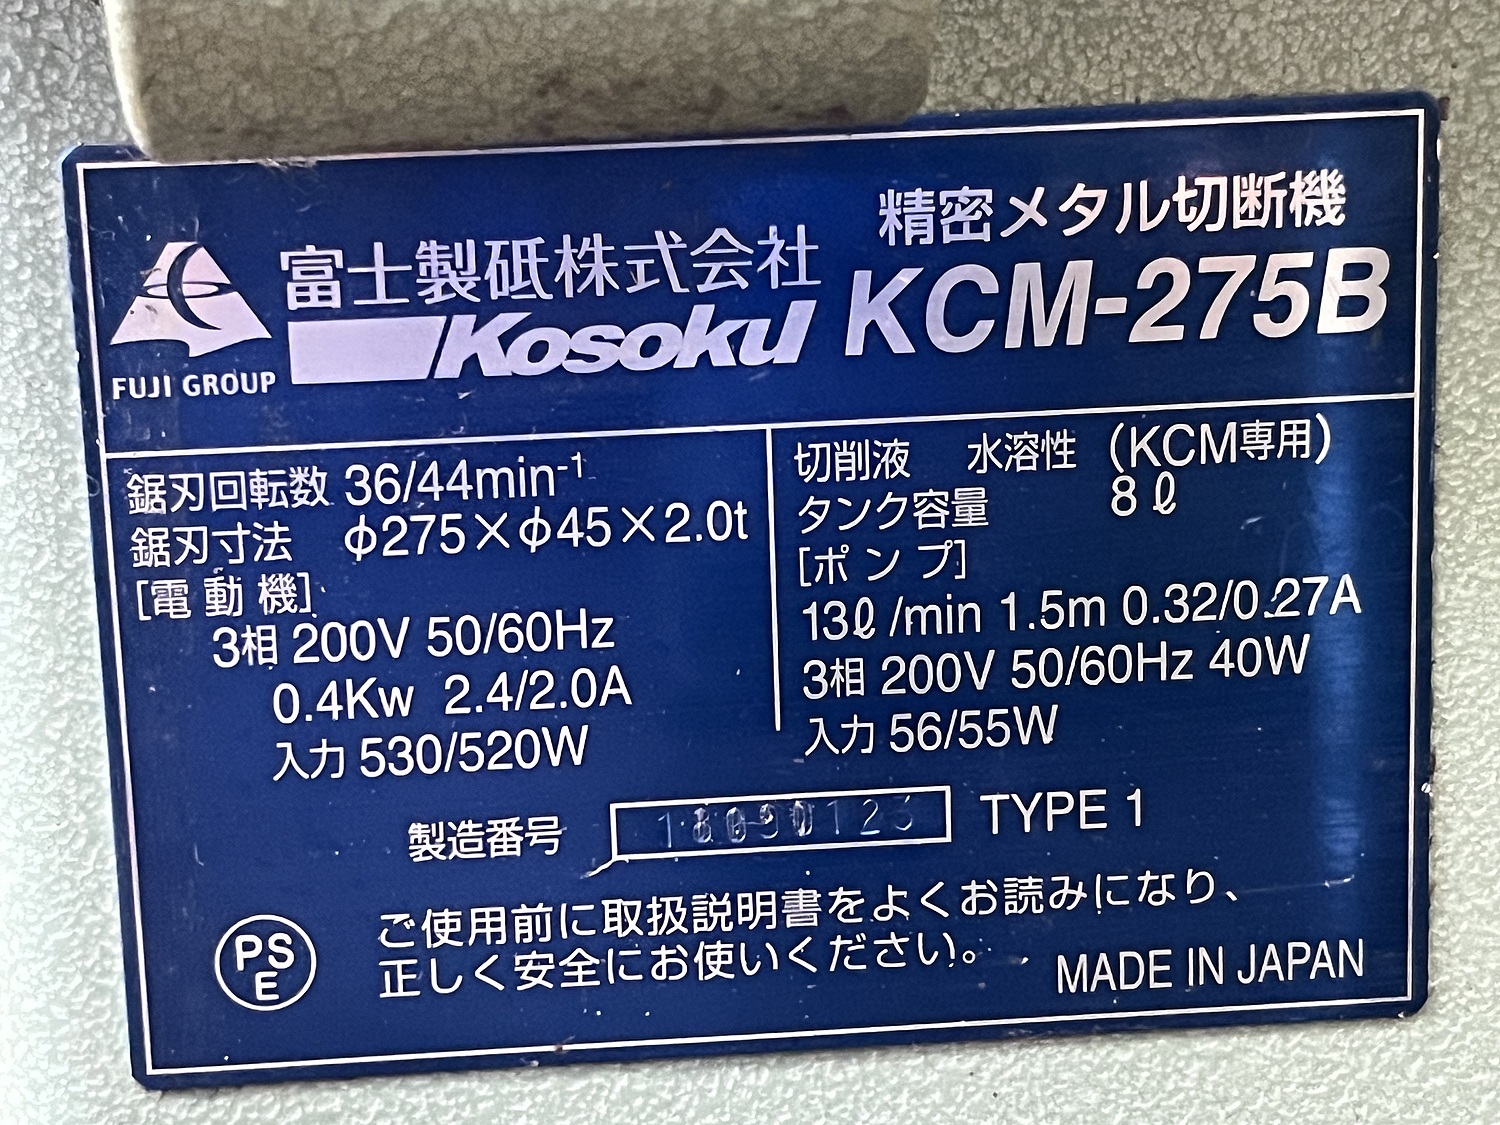 富士製砥株式会社
Kosoku
FUJI GROUP
精密メタル切断機
KCM-275B
鋸刃回転数 36/44min⁻¹
鋸刃寸法 φ275×φ45×2.0t
[電動機]
3相 200V 50/60Hz
0.4Kw 2.4/2.0A
入力 530/520W
切削液 水溶性 (KCM専用)
タンク容量 8ℓ
[ポンプ]
13ℓ/min 1.5m 0.32/0.27A
3相 200V 50/60Hz 40W
入力 56/55W
製造番号 TYPE 1
PS
E
ご使用前に取扱説明書をよくお読みになり、
正しく安全にお使いください。
MADE IN JAPAN